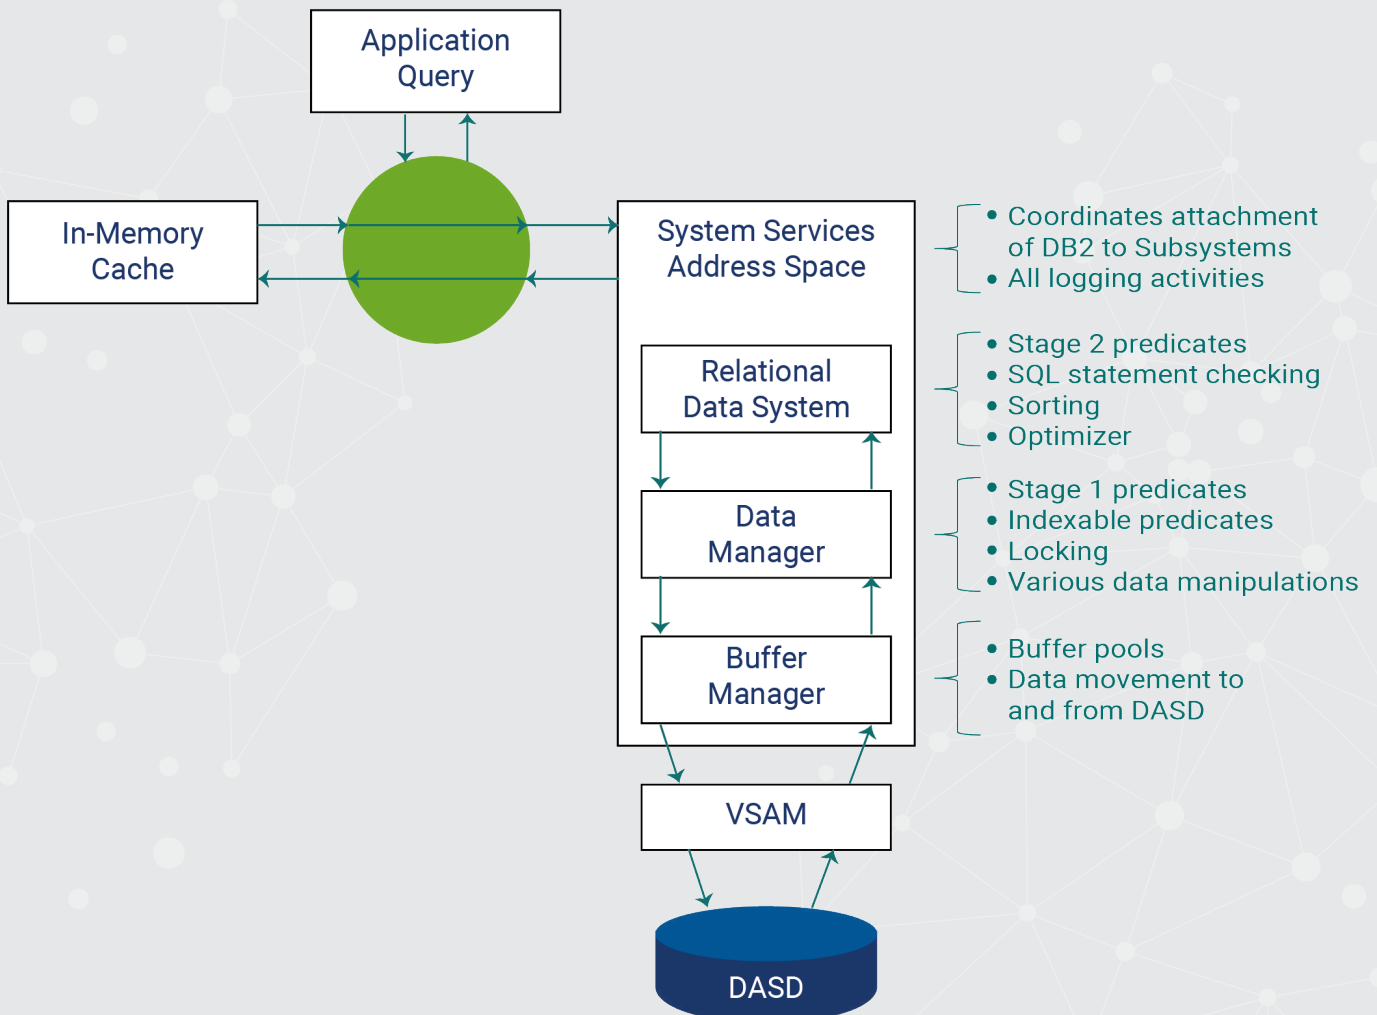 Application
Query
In-Memory
Cache
System Services
Address Space
• Coordinates attachment
of DB2 to Subsystems
• All logging activities
Relational
Data System
• Stage 2 predicates
• SQL statement checking
• Sorting
• Optimizer
Data
Manager
• Stage 1 predicates
• Indexable predicates
• Locking
• Various data manipulations
Buffer
Manager
• Buffer pools
• Data movement to
and from DASD
VSAM
DASD